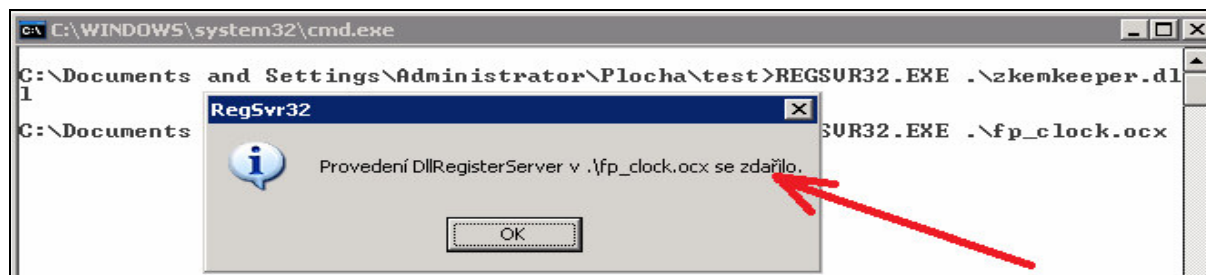 C:\WINDOWS\system32\cmd.exe
C:\Documents and Settings\Administrator\Plocha\test>REGSVR32.EXE .\zkemkeeper.dl
l
RegSvr32
C:\Documents
SVR32.EXE .\fp_clock.ocx
Provedení DllRegisterServer v .\fp_clock.ocx se zdařilo.
OK